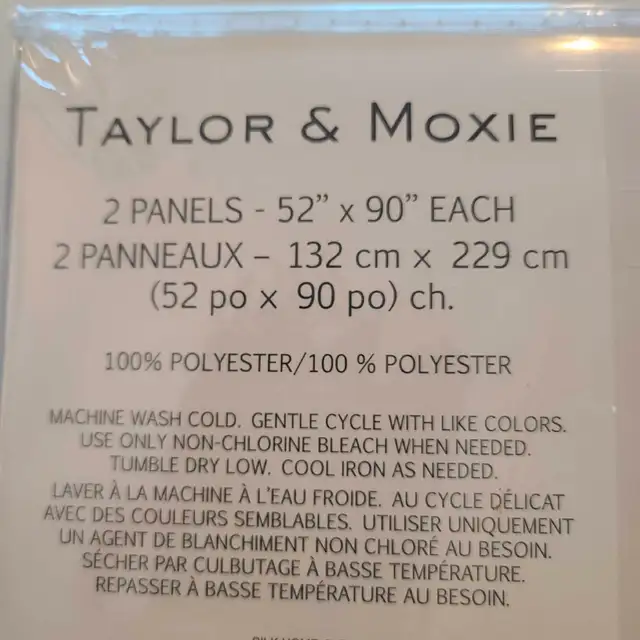 TAYLOR & MOXIE
2 PANELS - 52” x 90” EACH
2 PANNEAUX – 132 cm x 229 cm
(52 po x 90 po) ch.
100% POLYESTER/100 % POLYESTER
MACHINE WASH COLD. GENTLE CYCLE WITH LIKE COLORS.
USE ONLY NON-CHLORINE BLEACH WHEN NEEDED.
TUMBLE DRY LOW. COOL IRON AS NEEDED.
LAVER À LA MACHINE À L'EAU FROIDE. AU CYCLE DÉLICAT
AVEC DES COULEURS SEMBLABLES. UTILISER UNIQUEMENT
UN AGENT DE BLANCHIMENT NON CHLORÉ AU BESOIN.
SÉCHER PAR CULBUTAGE À BASSE TEMPÉRATURE.
REPASSER À BASSE TEMPÉRATURE AU BESOIN.